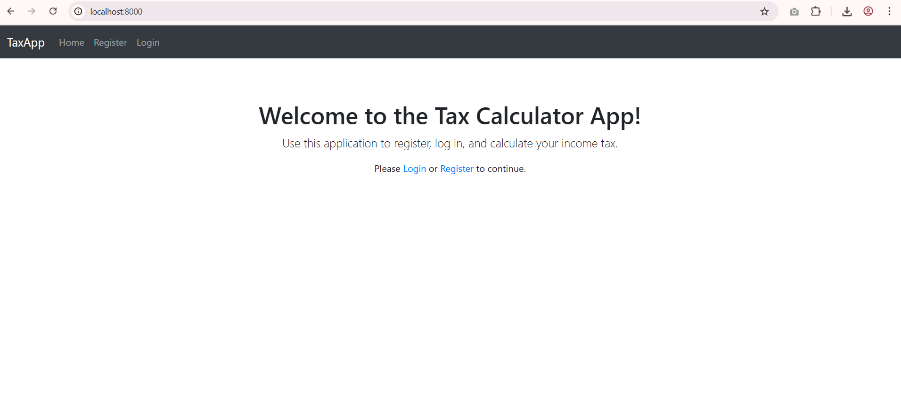 localhost:8000
TaxApp Home Register Login
Welcome to the Tax Calculator App!
Use this application to register, log in, and calculate your income tax.
Please Login or Register to continue.